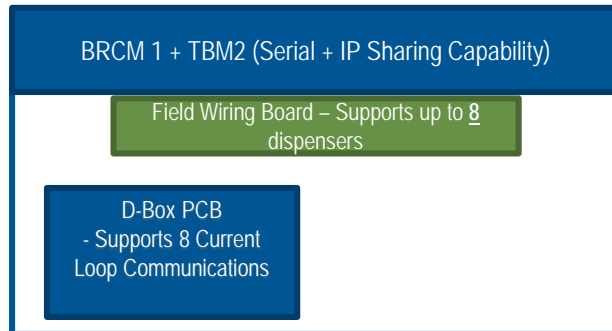 BRCM 1 + TBM2 (Serial + IP Sharing Capability)
Field Wiring Board – Supports up to 8
dispensers
D-Box PCB
- Supports 8 Current
Loop Communications